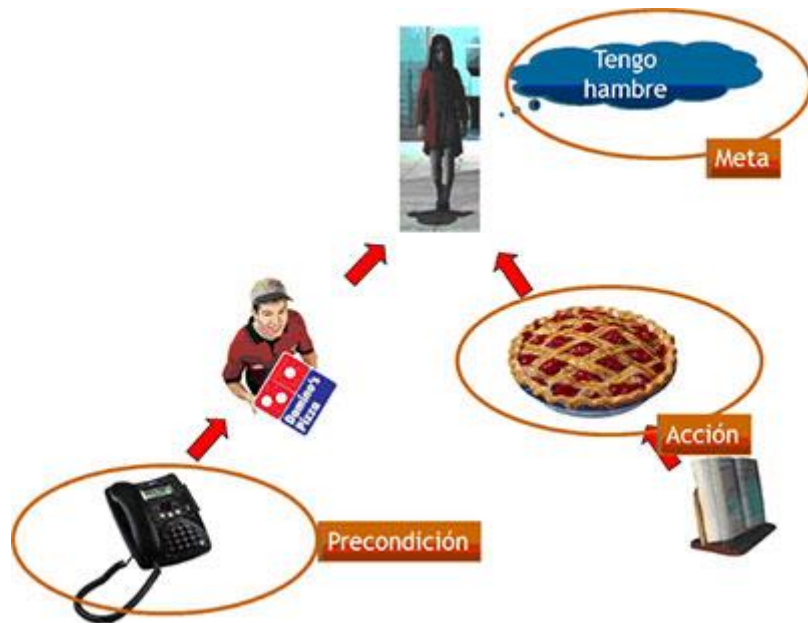 Tengo
hambre
Meta
Domino's
Pizza
Acción
Precondición